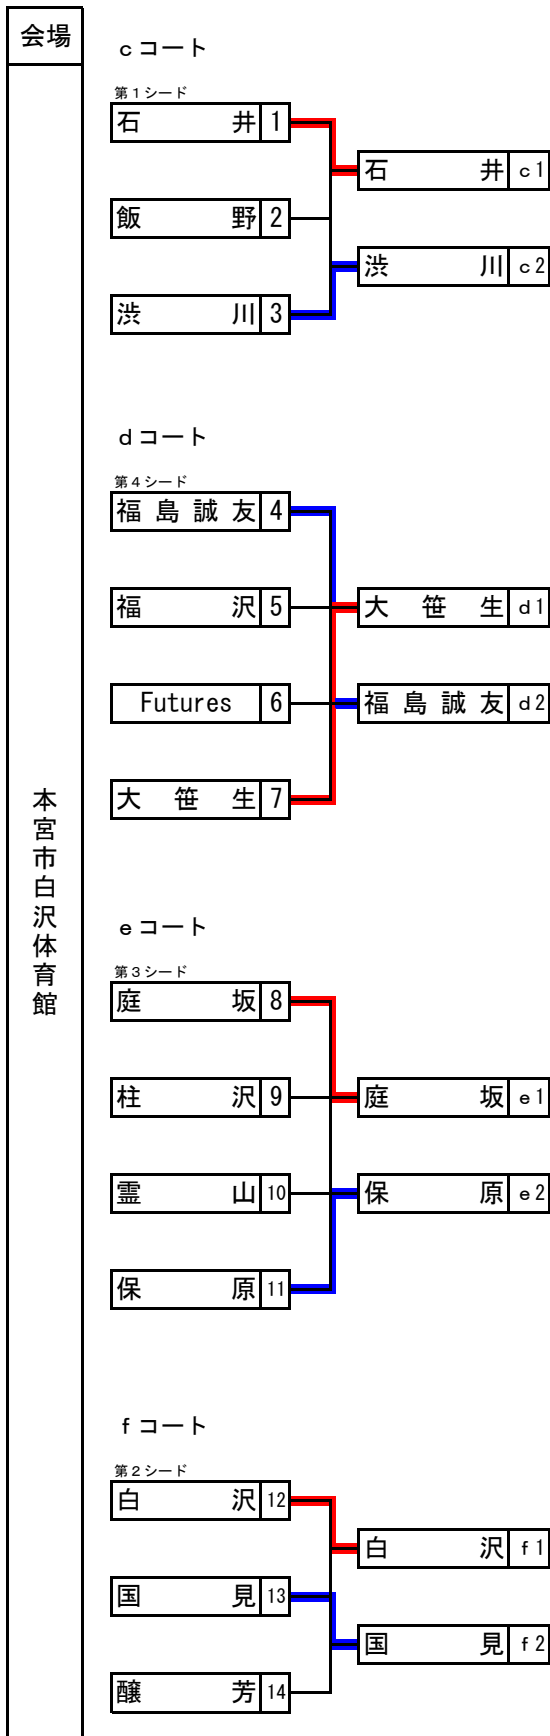 会場
本宮市白沢体育館
cコート
第1シード
石井 1
石井 c1
飯野 2
渋川 c2
渋川 3
dコート
第4シード
福島誠友 4
福沢 5
大笹生 d1
Futures 6
福島誠友 d2
大笹生 7
eコート
第3シード
庭坂 8
柱沢 9
庭坂 e1
霊山 10
保原 e2
保原 11
fコート
第2シード
白沢 12
白沢 f1
国見 13
国見 f2
醸芳 14